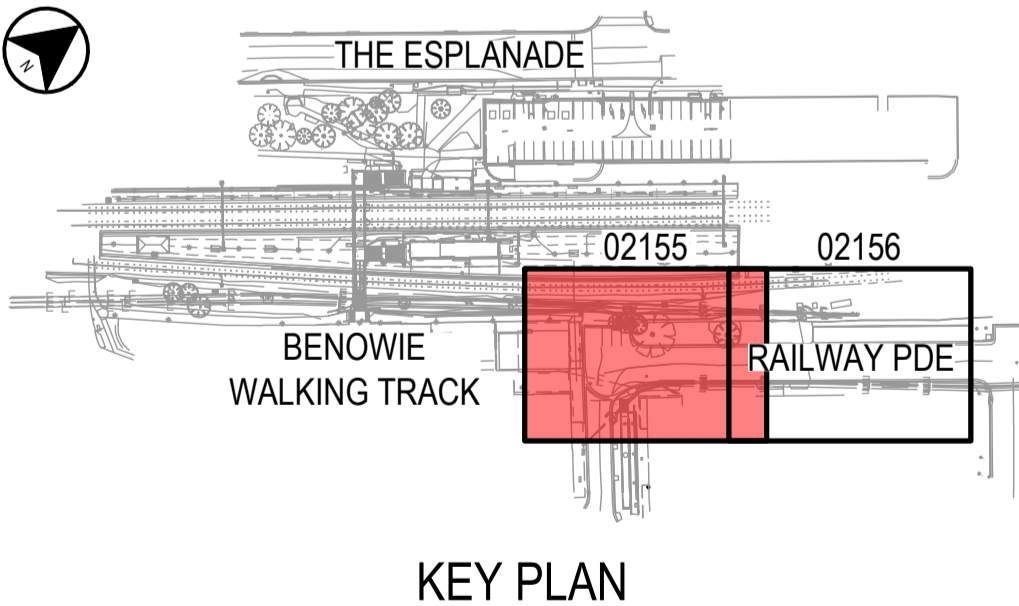 N
THE ESPLANADE
02155
02156
BENOWIE
WALKING TRACK
RAILWAY PDE
E E E E E
KEY PLAN